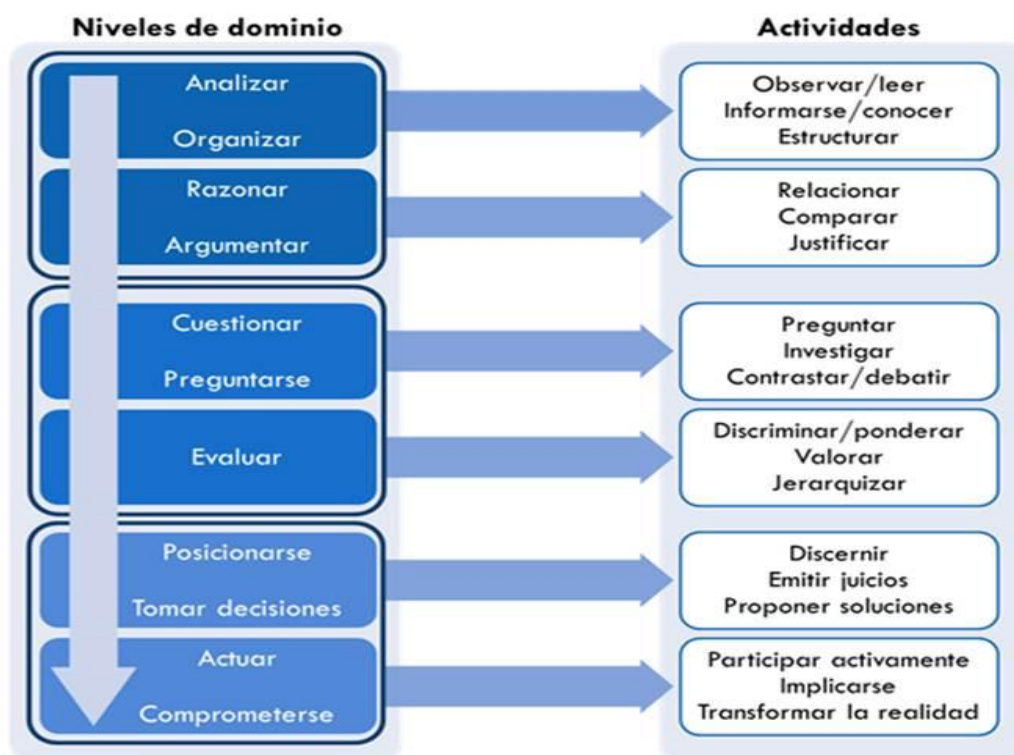 Niveles de dominio
Actividades
Analizar
Organizar
Observar/leer
Informarse/conocer
Estructurar
Razonar
Argumentar
Relacionar
Comparar
Justificar
Cuestionar
Preguntarse
Preguntar
Investigar
Contrastar/debatir
Evaluar
Discriminar/ponderar
Valorar
Jerarquizar
Posicionarse
Tomar decisiones
Discernir
Emitir juicios
Proponer soluciones
Actuar
Comprometerse
Participar activamente
Implicarse
Transformar la realidad